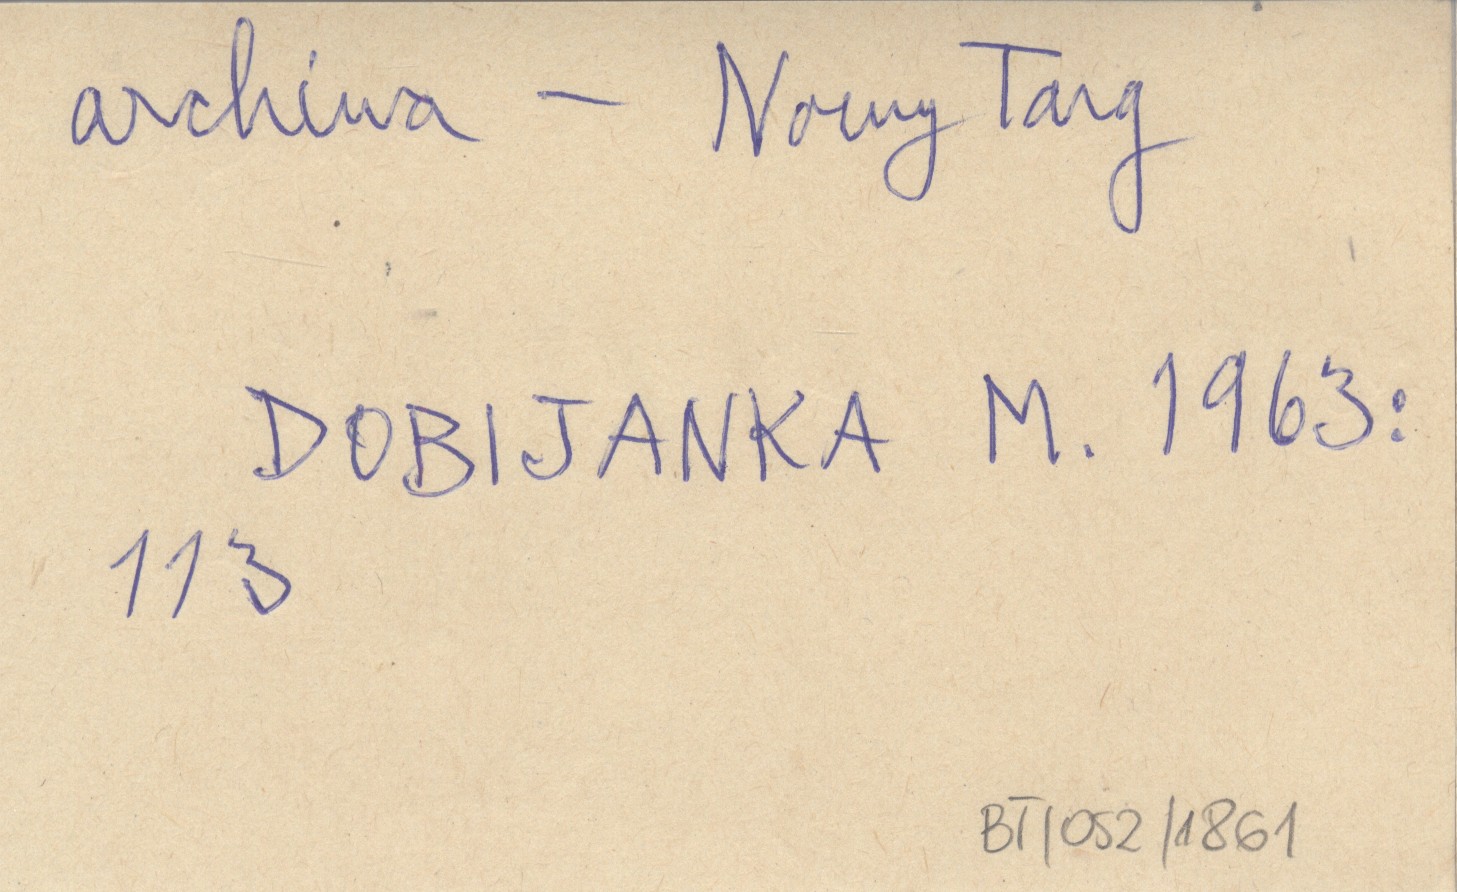 archiwa - Nowy Targ
DOBIJANKA M. 1963:
113
BT/052/1861